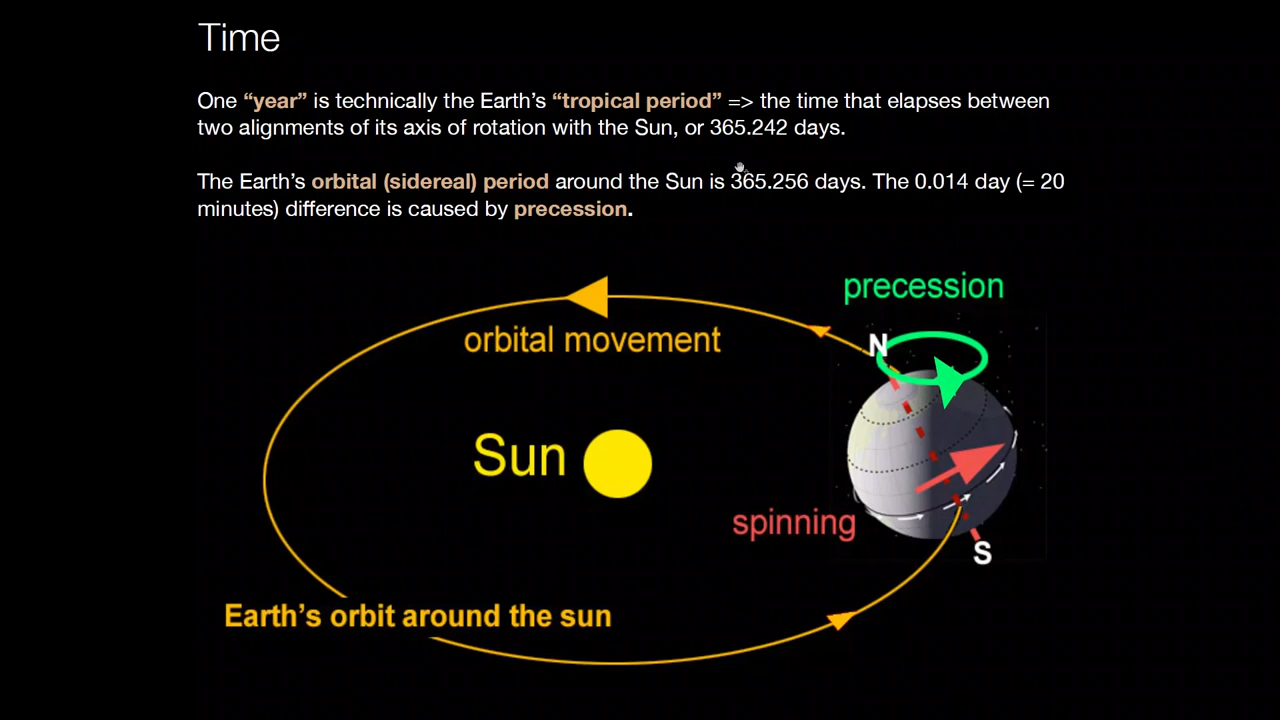 Time
One “year” is technically the Earth’s “tropical period” => the time that elapses between
two alignments of its axis of rotation with the Sun, or 365.242 days.
The Earth’s orbital (sidereal) period around the Sun is 365.256 days. The 0.014 day (= 20
minutes) difference is caused by precession.
precession
orbital movement
N
Sun
spinning
S
Earth’s orbit around the sun